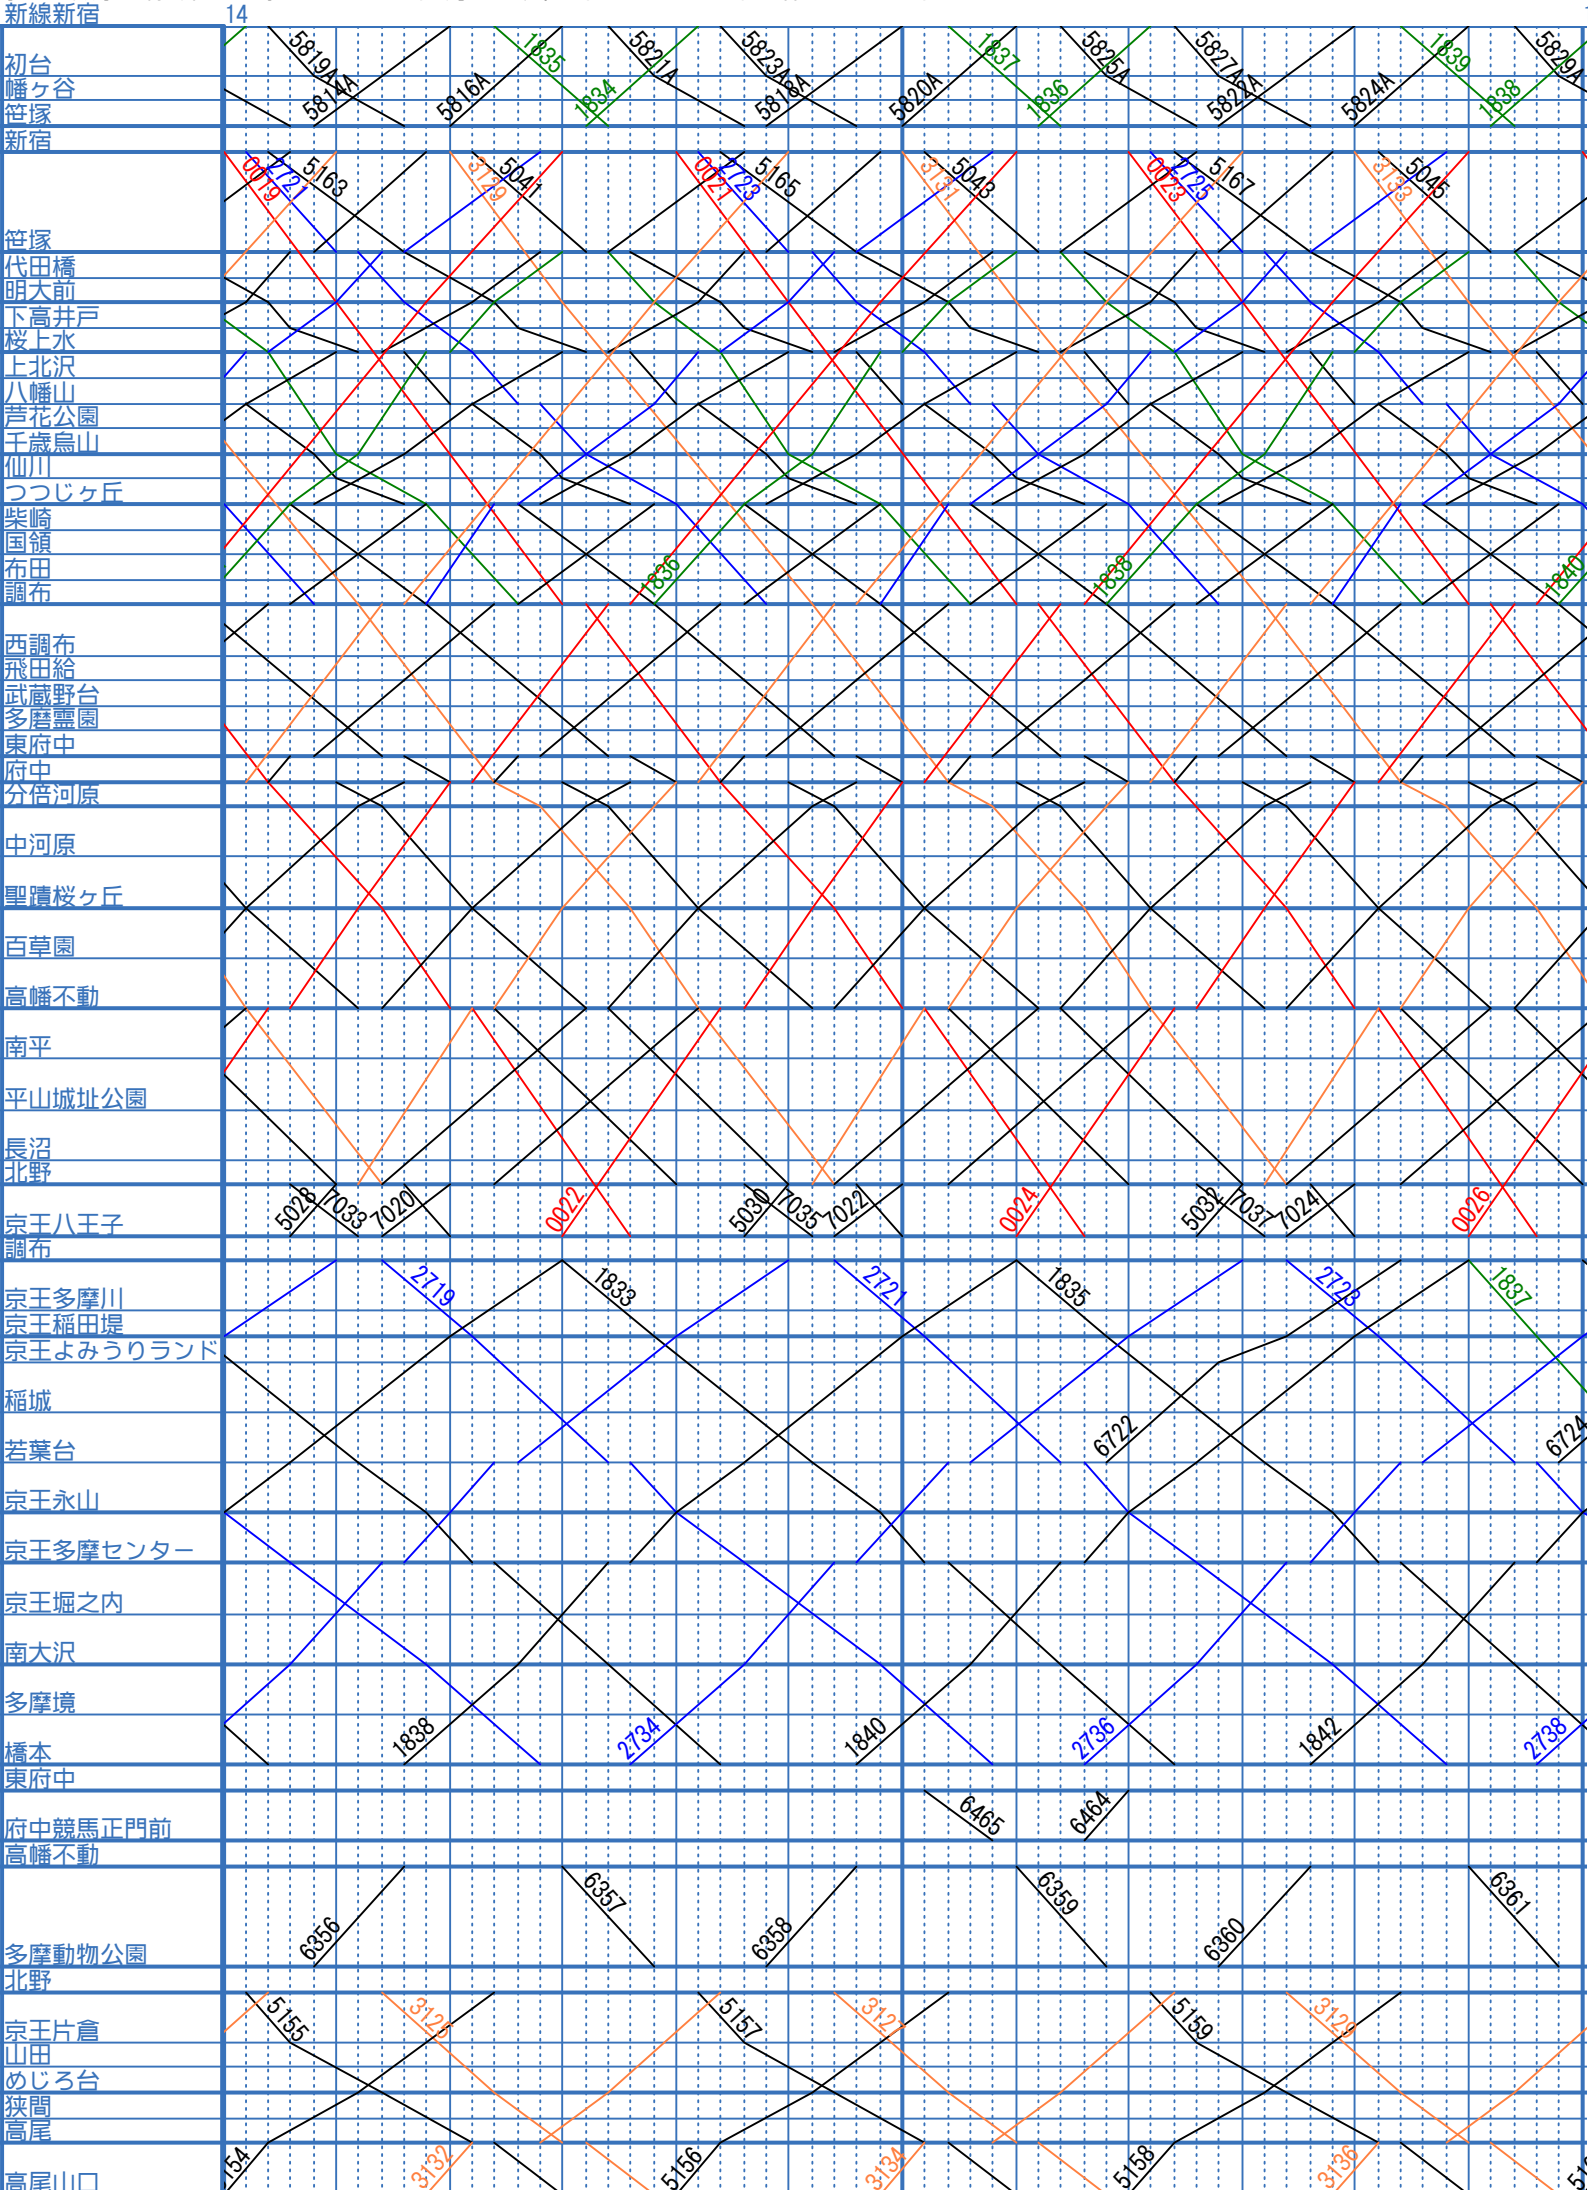 新線新宿 14
5819A 5814A 5816A 1835 1834 5821A 5823A 5818A 5820A 1837 1836 5825A 5827A 5822A 5824A 1839 1838 5829A
初台
幡ヶ谷
笹塚
新宿
0019 2721 5163 3729 5041 0021 2723 5165 3731 5043 0023 2725 5167 3733 5045
笹塚
代田橋
明大前
下高井戸
桜上水
上北沢
八幡山
芦花公園
千歳烏山
仙川
つつじヶ丘
柴崎
国領
布田
1836 1838 1840
調布
西調布
飛田給
武蔵野台
多磨霊園
東府中
府中
分倍河原
中河原
聖蹟桜ヶ丘
百草園
高幡不動
南平
平山城址公園
長沼
北野
5028 7033 7020 0022 5030 7035 7022 0024 5032 7037 7024 0026
京王八王子
調布
2719 1833 2721 1835 2723 1837
京王多摩川
京王稲田堤
京王よみうりランド
稲城
6722 6724
若葉台
京王永山
京王多摩センター
京王堀之内
南大沢
多摩境
1838 2734 1840 2736 1842 2738
橋本
東府中
6465 6464
府中競馬正門前
高幡不動
6356 6357 6358 6359 6360 6361
多摩動物公園
北野
5155 3125 5157 3127 5159 3129
京王片倉
山田
めじろ台
狭間
高尾
154 3132 5156 3134 5158 3136
高尾山口